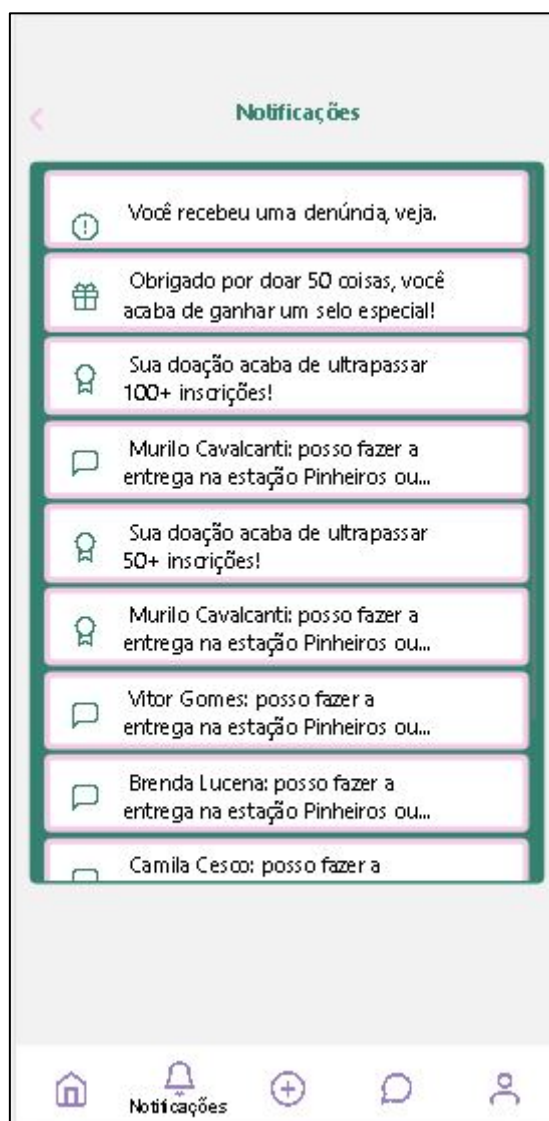 Notificações
Você recebeu uma denúncia, veja.
Obrigado por doar 50 coisas, você
acaba de ganhar um selo especial!
Sua doação acaba de ultrapassar
100+ inscrições!
Murilo Cavalcanti: posso fazer a
entrega na estação Pinheiros ou...
Sua doação acaba de ultrapassar
50+ inscrições!
Murilo Cavalcanti: posso fazer a
entrega na estação Pinheiros ou...
Vitor Gomes: posso fazer a
entrega na estação Pinheiros ou...
Brenda Lucena: posso fazer a
entrega na estação Pinheiros ou...
Camila Cesco: posso fazer a
Notificações